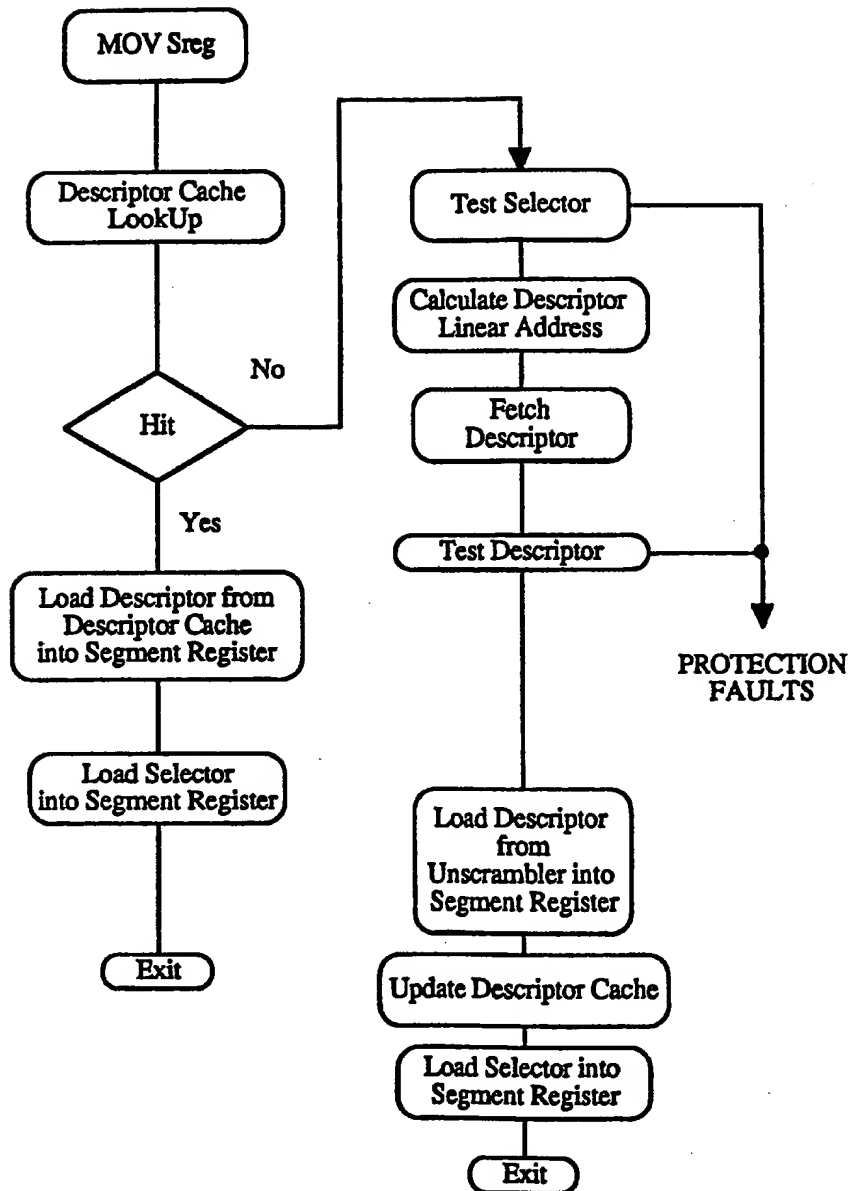 MOV Sreg
Descriptor Cache
LookUp
Hit
No
Yes
Load Descriptor from
Descriptor Cache
into Segment Register
Load Selector
into Segment Register
Exit
Test Selector
Calculate Descriptor
Linear Address
Fetch
Descriptor
Test Descriptor
PROTECTION
FAULTS
Load Descriptor
from
Unscrambler into
Segment Register
Update Descriptor Cache
Load Selector into
Segment Register
Exit